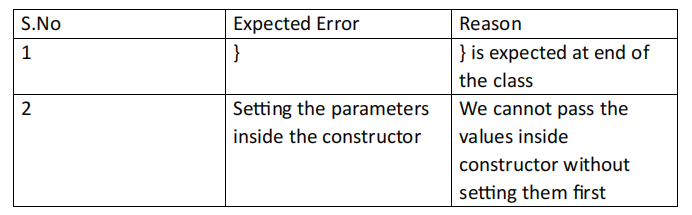 S.No Expected Error Reason
1 } } is expected at end of
the class
2 Setting the parameters We cannot pass the
inside the constructor values inside
constructor without
setting them first